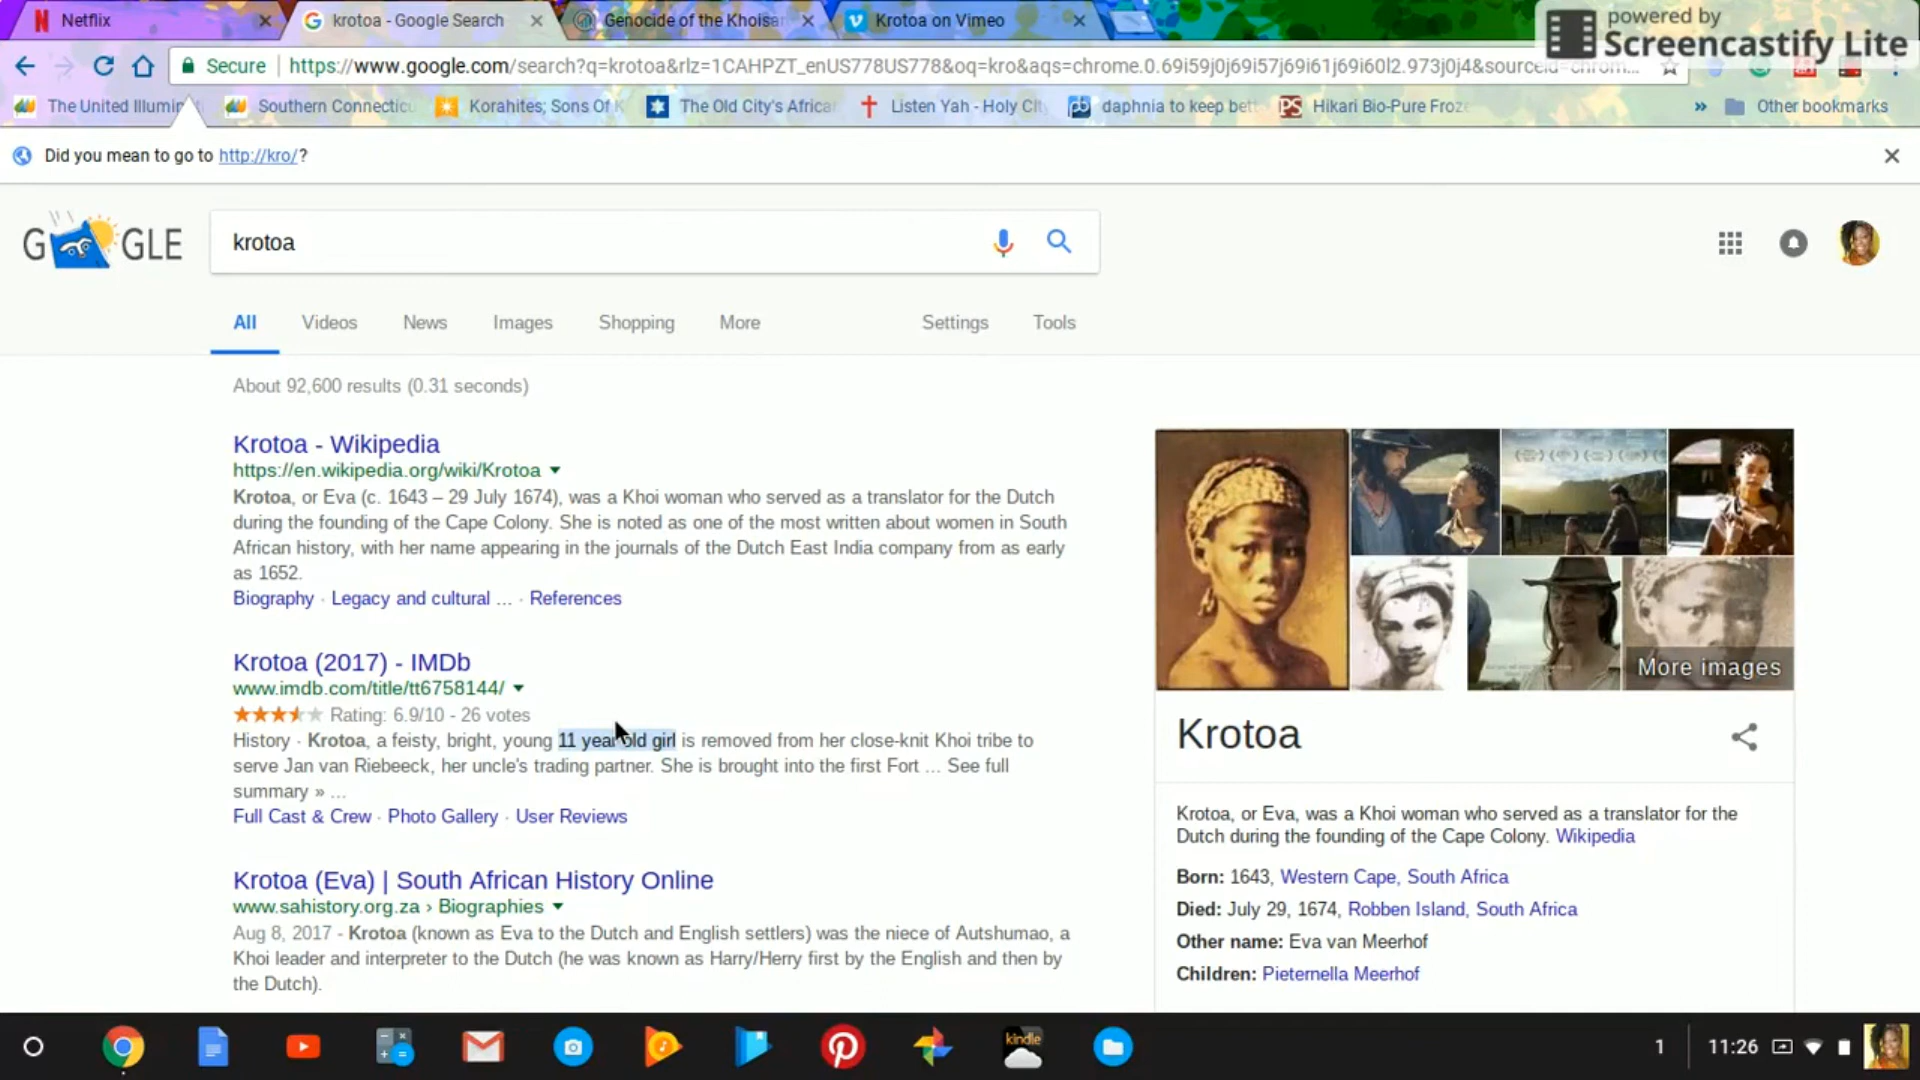 Netflix
krotoa - Google Search
Genocide of the Khoisan
Krotoa on Vimeo
powered by
Screencastify Lite
Secure
https://www.google.com/search?q=krotoa&rlz=1CAHPZT_enUS778US778&oq=kro&aqs=chrome.0.69i59j0j69i57j69i61j69i60l2.973j0j4&sourceid=chrom...
The United Illumin
Southern Connecticu
Korahites; Sons Of K
The Old City's Africa
Listen Yah - Holy Cit
daphnia to keep bett
Hikari Bio-Pure Froze
» Other bookmarks
Did you mean to go to http://kro/?
G GLE
krotoa
All Videos News Images Shopping More Settings Tools
About 92,600 results (0.31 seconds)
Krotoa - Wikipedia
https://en.wikipedia.org/wiki/Krotoa
Krotoa, or Eva (c. 1643 – 29 July 1674), was a Khoi woman who served as a translator for the Dutch
during the founding of the Cape Colony. She is noted as one of the most written about women in South
African history, with her name appearing in the journals of the Dutch East India company from as early
as 1652.
Biography · Legacy and cultural ... · References
Krotoa (2017) - IMDb
www.imdb.com/title/tt6758144/
Rating: 6.9/10 - 26 votes
History · Krotoa, a feisty, bright, young 11 year old girl is removed from her close-knit Khoi tribe to
serve Jan van Riebeeck, her uncle's trading partner. She is brought into the first Fort ... See full
summary » ...
Full Cast & Crew · Photo Gallery · User Reviews
Krotoa (Eva) | South African History Online
www.sahistory.org.za › Biographies
Aug 8, 2017 - Krotoa (known as Eva to the Dutch and English settlers) was the niece of Autshumao, a
Khoi leader and interpreter to the Dutch (he was known as Harry/Herry first by the English and then by
the Dutch).
More images
Krotoa
Krotoa, or Eva, was a Khoi woman who served as a translator for the
Dutch during the founding of the Cape Colony. Wikipedia
Born: 1643, Western Cape, South Africa
Died: July 29, 1674, Robben Island, South Africa
Other name: Eva van Meerhof
Children: Pieternella Meerhof
kindle
1
11:26